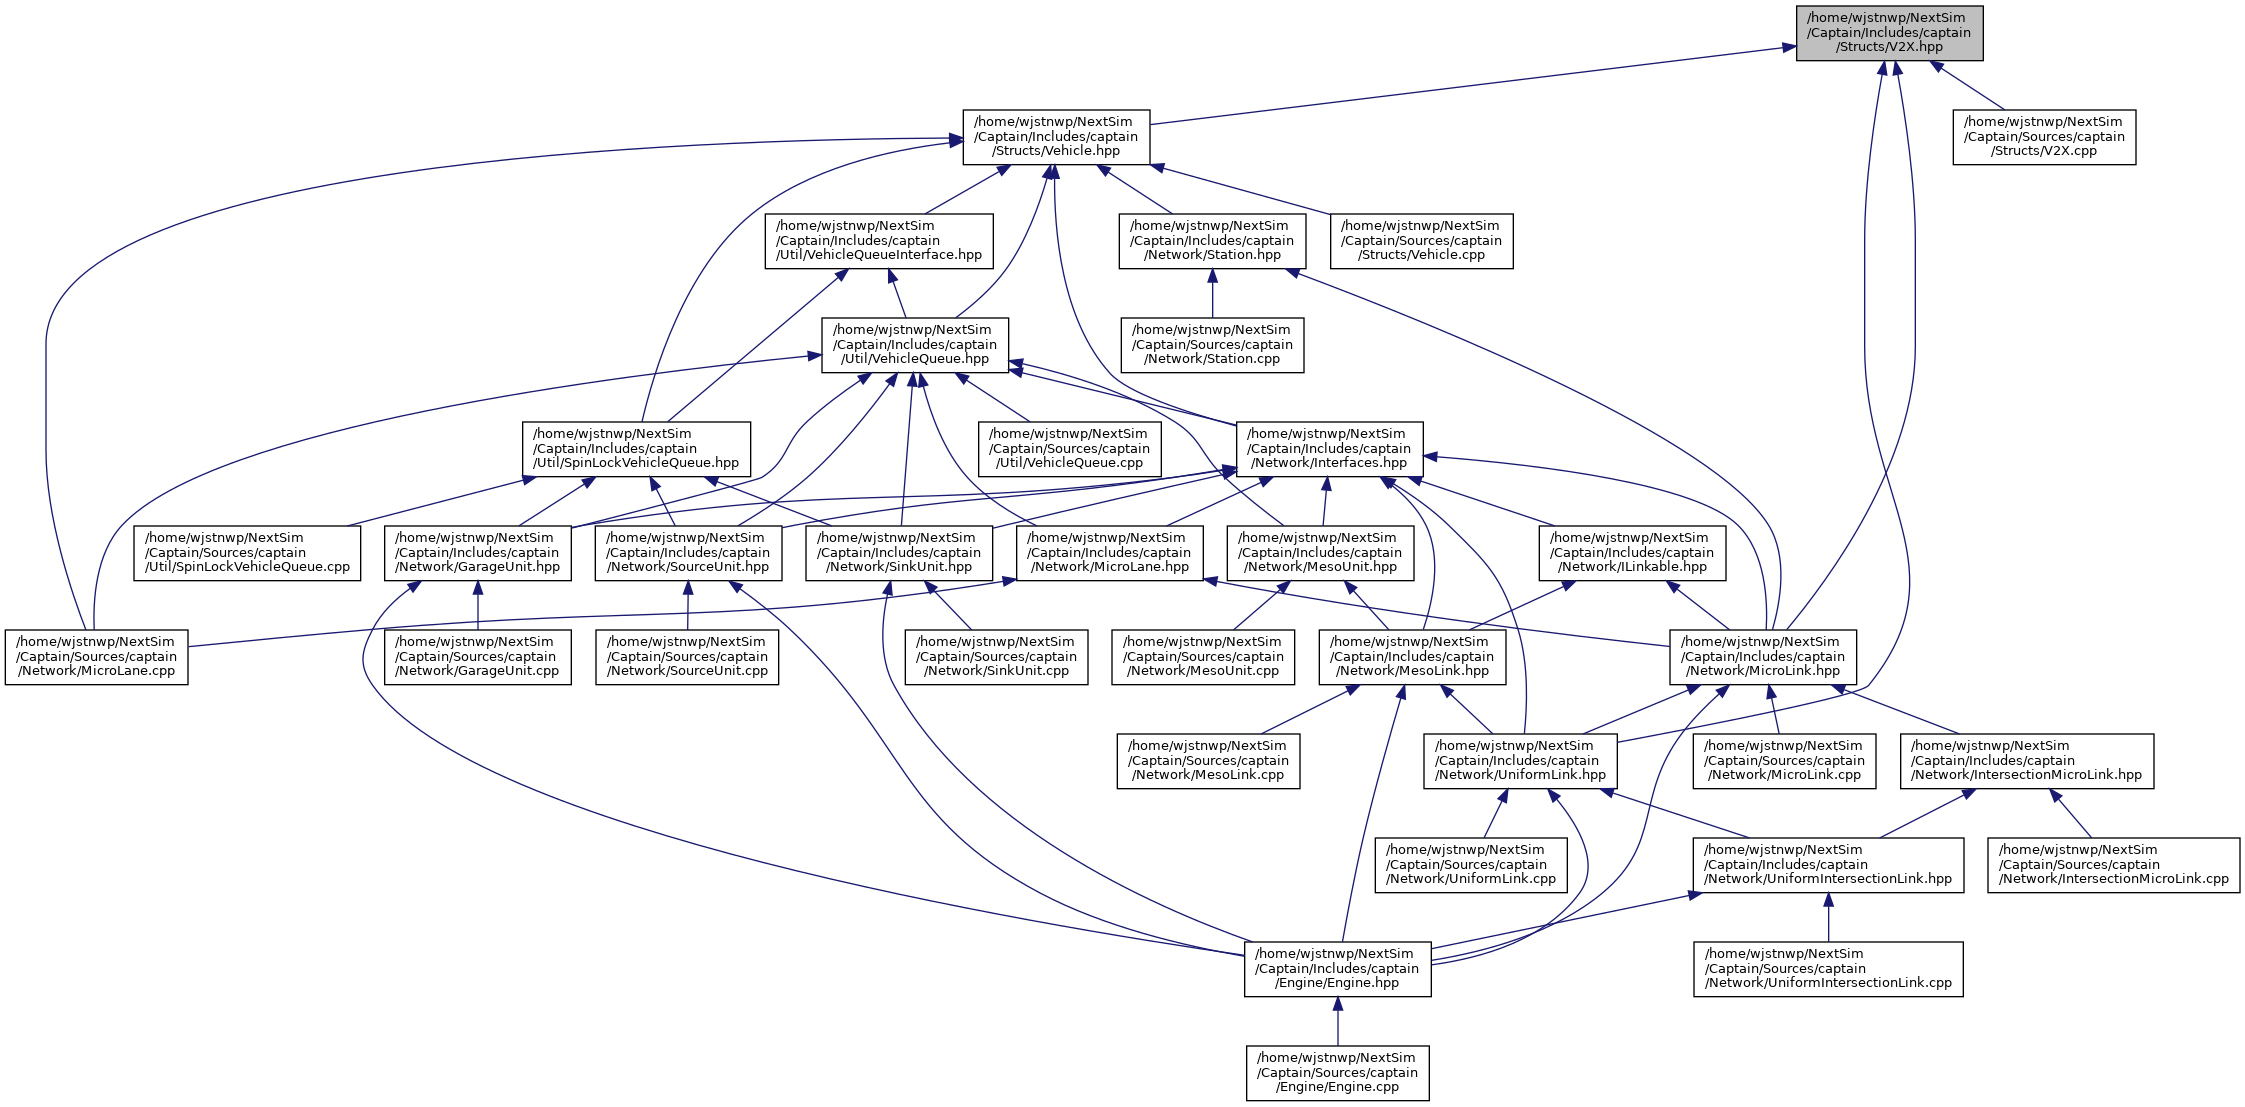 /home/wjstnwp/NextSim
/Captain/Includes/captain
/Structs/V2X.hpp
/home/wjstnwp/NextSim
/Captain/Includes/captain
/Structs/Vehicle.hpp
/home/wjstnwp/NextSim
/Captain/Sources/captain
/Structs/V2X.cpp
/home/wjstnwp/NextSim
/Captain/Includes/captain
/Util/VehicleQueueInterface.hpp
/home/wjstnwp/NextSim
/Captain/Includes/captain
/Network/Station.hpp
/home/wjstnwp/NextSim
/Captain/Sources/captain
/Structs/Vehicle.cpp
/home/wjstnwp/NextSim
/Captain/Includes/captain
/Util/VehicleQueue.hpp
/home/wjstnwp/NextSim
/Captain/Sources/captain
/Network/Station.cpp
/home/wjstnwp/NextSim
/Captain/Includes/captain
/Util/SpinLockVehicleQueue.hpp
/home/wjstnwp/NextSim
/Captain/Sources/captain
/Util/VehicleQueue.cpp
/home/wjstnwp/NextSim
/Captain/Includes/captain
/Network/Interfaces.hpp
/home/wjstnwp/NextSim
/Captain/Sources/captain
/Util/SpinLockVehicleQueue.cpp
/home/wjstnwp/NextSim
/Captain/Includes/captain
/Network/GarageUnit.hpp
/home/wjstnwp/NextSim
/Captain/Includes/captain
/Network/SourceUnit.hpp
/home/wjstnwp/NextSim
/Captain/Includes/captain
/Network/SinkUnit.hpp
/home/wjstnwp/NextSim
/Captain/Includes/captain
/Network/MicroLane.hpp
/home/wjstnwp/NextSim
/Captain/Includes/captain
/Network/MesoUnit.hpp
/home/wjstnwp/NextSim
/Captain/Includes/captain
/Network/ILinkable.hpp
/home/wjstnwp/NextSim
/Captain/Sources/captain
/Network/MicroLane.cpp
/home/wjstnwp/NextSim
/Captain/Sources/captain
/Network/GarageUnit.cpp
/home/wjstnwp/NextSim
/Captain/Sources/captain
/Network/SourceUnit.cpp
/home/wjstnwp/NextSim
/Captain/Sources/captain
/Network/SinkUnit.cpp
/home/wjstnwp/NextSim
/Captain/Sources/captain
/Network/MesoUnit.cpp
/home/wjstnwp/NextSim
/Captain/Includes/captain
/Network/MesoLink.hpp
/home/wjstnwp/NextSim
/Captain/Includes/captain
/Network/MicroLink.hpp
/home/wjstnwp/NextSim
/Captain/Sources/captain
/Network/MesoLink.cpp
/home/wjstnwp/NextSim
/Captain/Includes/captain
/Network/UniformLink.hpp
/home/wjstnwp/NextSim
/Captain/Sources/captain
/Network/MicroLink.cpp
/home/wjstnwp/NextSim
/Captain/Includes/captain
/Network/IntersectionMicroLink.hpp
/home/wjstnwp/NextSim
/Captain/Sources/captain
/Network/UniformLink.cpp
/home/wjstnwp/NextSim
/Captain/Includes/captain
/Network/UniformIntersectionLink.hpp
/home/wjstnwp/NextSim
/Captain/Sources/captain
/Network/IntersectionMicroLink.cpp
/home/wjstnwp/NextSim
/Captain/Includes/captain
/Engine/Engine.hpp
/home/wjstnwp/NextSim
/Captain/Sources/captain
/Network/UniformIntersectionLink.cpp
/home/wjstnwp/NextSim
/Captain/Sources/captain
/Engine/Engine.cpp